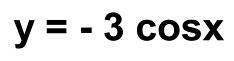 y = - 3 cosx